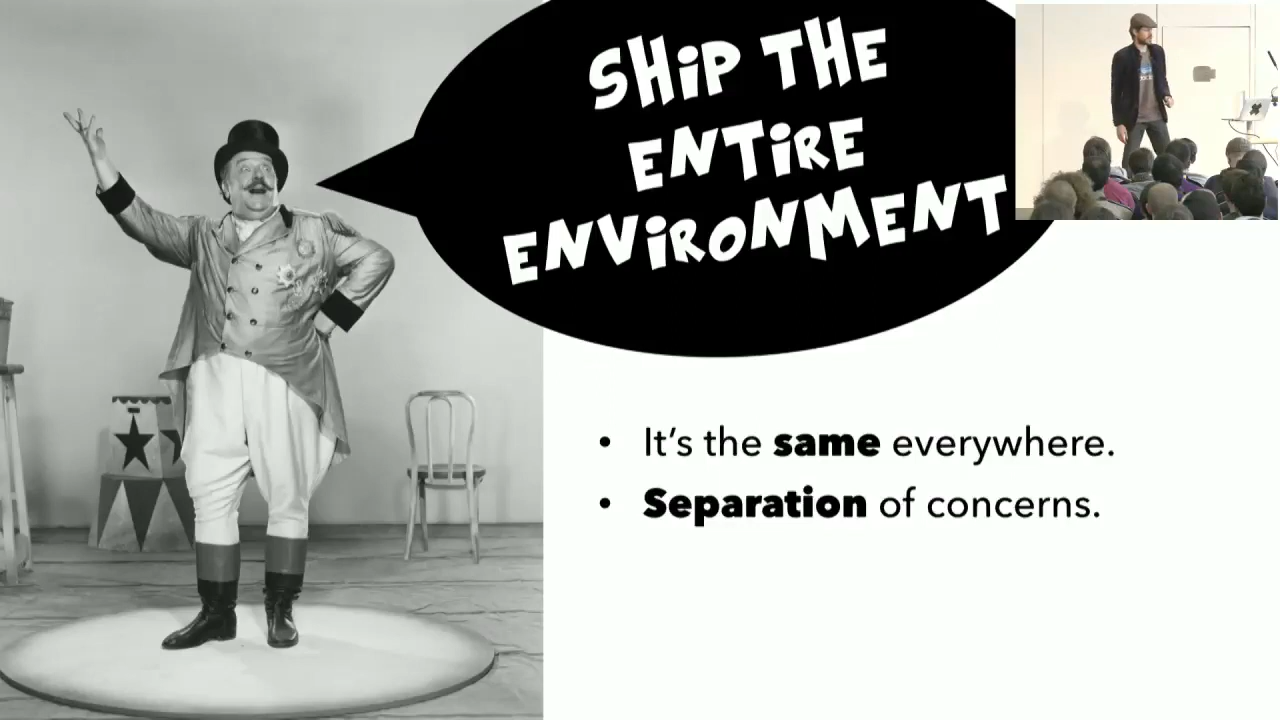 SHiP THE
ENTiRE
ENViRONMENT
• It's the same everywhere.
• Separation of concerns.